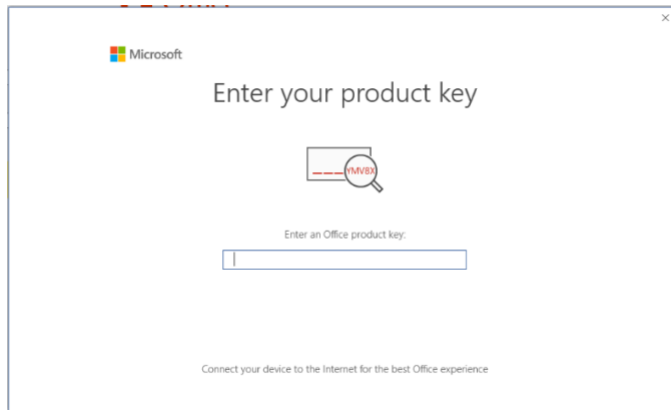 Microsoft
Enter your product key
YMV8X
Enter an Office product key:
Connect your device to the Internet for the best Office experience